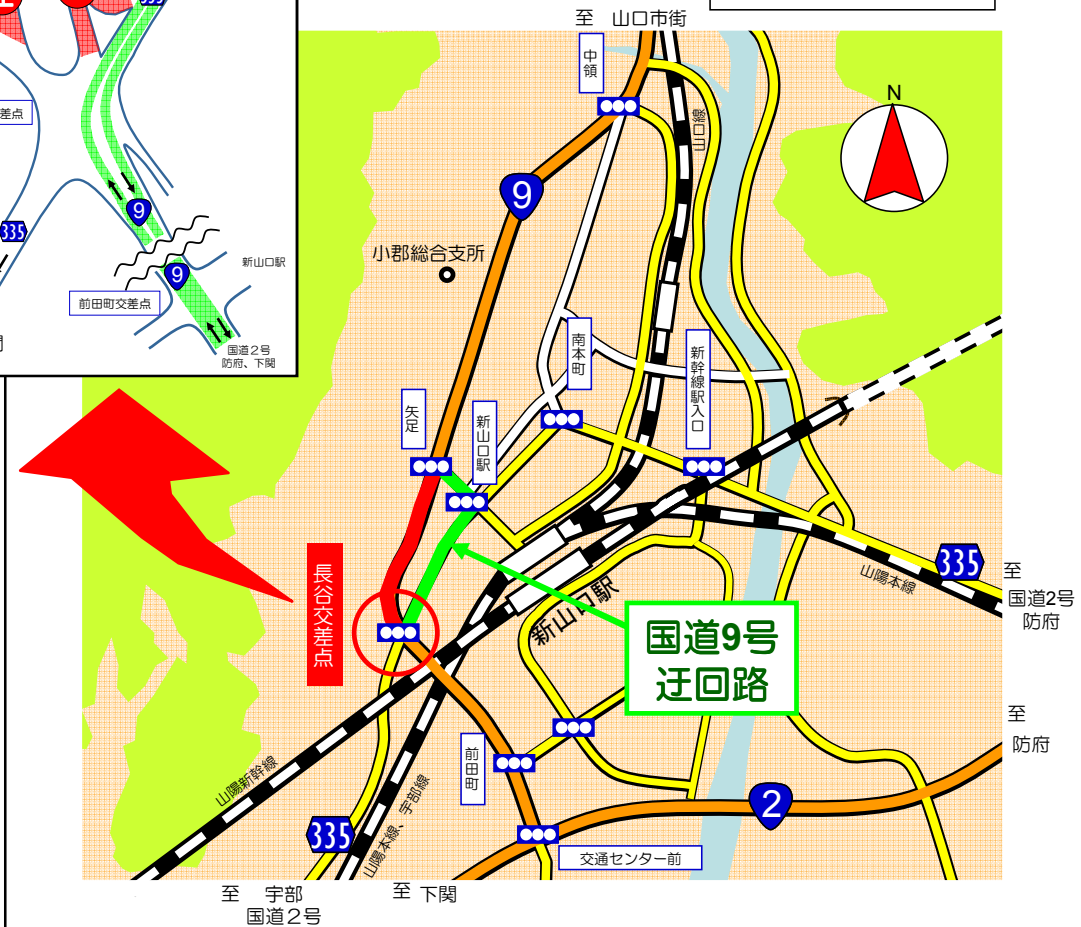 差点
335
9
新山口駅
9
前田町交差点
国道2号
防府、下関
至 山口市街
中領
山口線
N
9
小郡総合支所
南本町
新幹線駅入口
矢足
新山口駅
長谷交差点
335
至
国道2号
防府
山陽本線
新山口駅
国道9号
迂回路
至
防府
前田町
山陽新幹線
2
335
山陽本線、宇部線
交通センター前
至 宇部
国道2号
至 下関